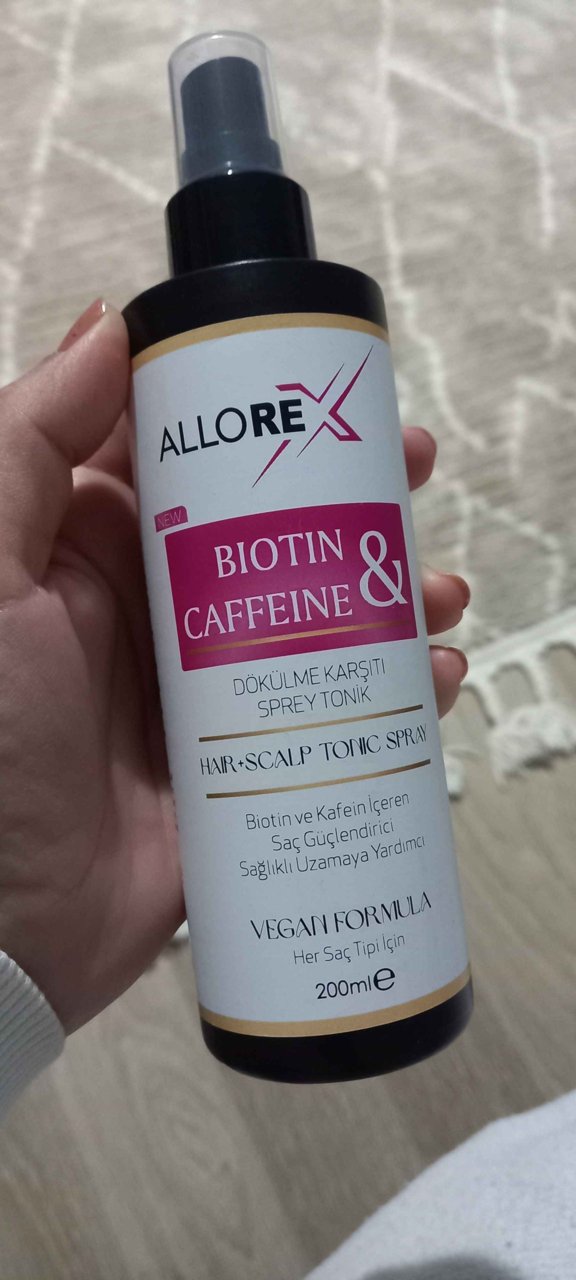 ALLOREX
NEW
BIOTIN
& 
CAFFEINE
DÖKÜLME KARŞITI
SPREY TONİK
HAIR+SCALP TONIC SPRAY
Biotin ve Kafein İçeren
Saç Güçlendirici
Sağlıklı Uzamaya Yardımcı
VEGAN FORMULA
Her Saç Tipi İçin
200ml℮